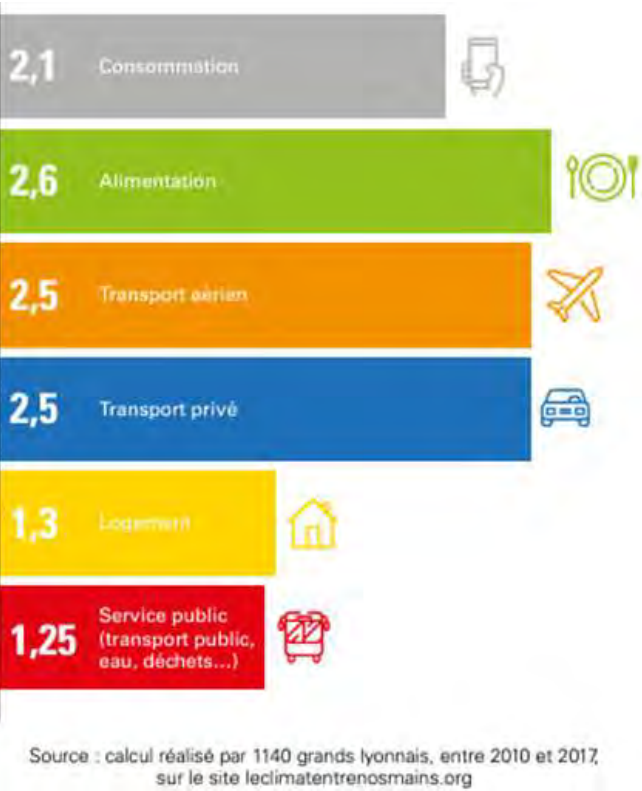 2,1 Consommation
2,6 Alimentation
2,5 Transport aérien
2,5 Transport privé
1,3 Logement
1,25 Service public
(transport public,
eau, déchets...)
Source : calcul réalisé par 1140 grands lyonnais, entre 2010 et 2017,
sur le site leclimatentrenosmains.org